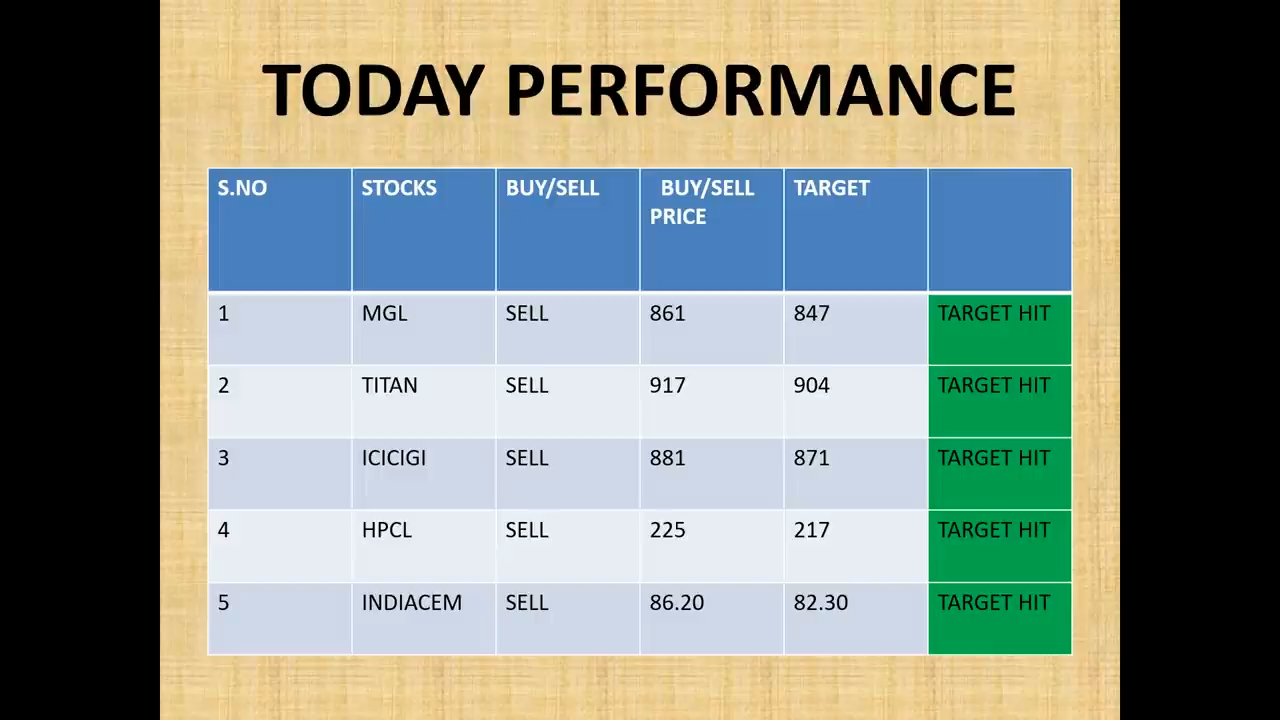 TODAY PERFORMANCE
S.NO STOCKS BUY/SELL BUY/SELL PRICE TARGET
1 MGL SELL 861 847 TARGET HIT
2 TITAN SELL 917 904 TARGET HIT
3 ICICIGI SELL 881 871 TARGET HIT
4 HPCL SELL 225 217 TARGET HIT
5 INDIACEM SELL 86.20 82.30 TARGET HIT